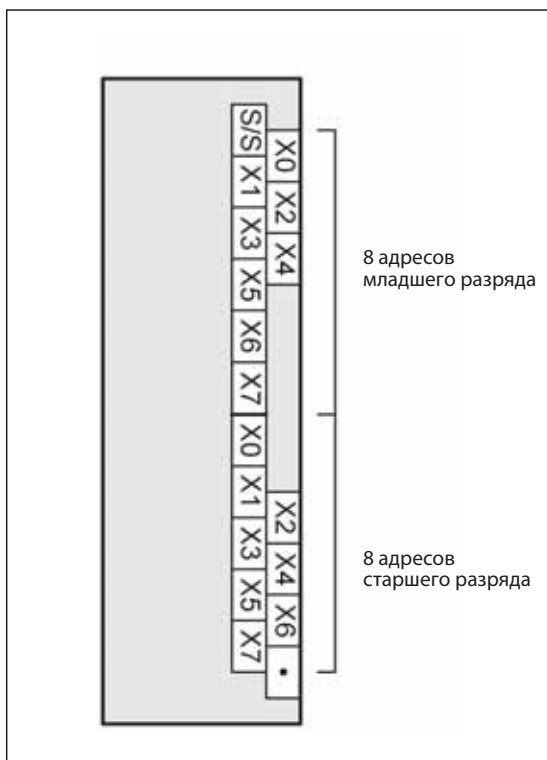 S/S
X1
X3
X5
X6
X7
X0
X1
X3
X5
X7
X0
X2
X4
X2
X4
X6
•
8 адресов
младшего разряда
8 адресов
старшего разряда